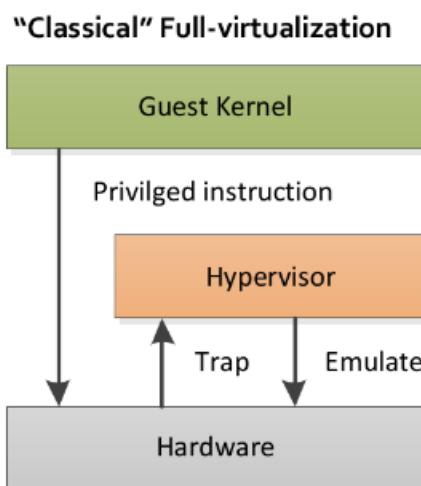 “Classical” Full-virtualization
Guest Kernel
Privilged instruction
Hypervisor
Trap
Emulate
Hardware